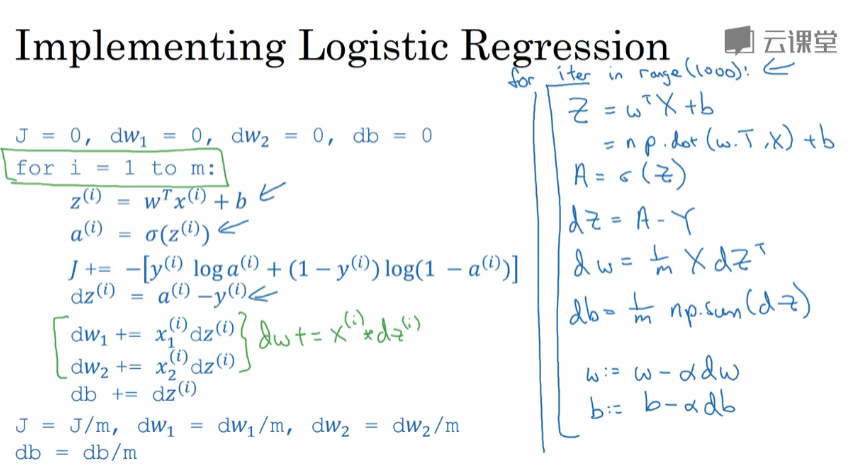 Implementing Logistic Regression
云课堂
J = 0, dw₁ = 0, dw₂ = 0, db = 0
for i = 1 to m:
z⁽ⁱ⁾ = wᵀx⁽ⁱ⁾ + b
a⁽ⁱ⁾ = σ(z⁽ⁱ⁾)
J += −[y⁽ⁱ⁾ log a⁽ⁱ⁾ + (1 − y⁽ⁱ⁾) log(1 − a⁽ⁱ⁾)]
dz⁽ⁱ⁾ = a⁽ⁱ⁾ −y⁽ⁱ⁾
dw₁ += x₁⁽ⁱ⁾dz⁽ⁱ⁾
dw₂ += x₂⁽ⁱ⁾dz⁽ⁱ⁾
dw += x⁽ⁱ⁾ * dz⁽ⁱ⁾
db += dz⁽ⁱ⁾
J = J/m, dw₁ = dw₁/m, dw₂ = dw₂/m
db = db/m
for iter in range(1000):
Z = wᵀX + b
= np.dot(w.T, X) + b
A = σ(Z)
dZ = A − Y
dw = 1/m X dZᵀ
db = 1/m np.sum(dZ)
w := w − αdw
b := b − αdb